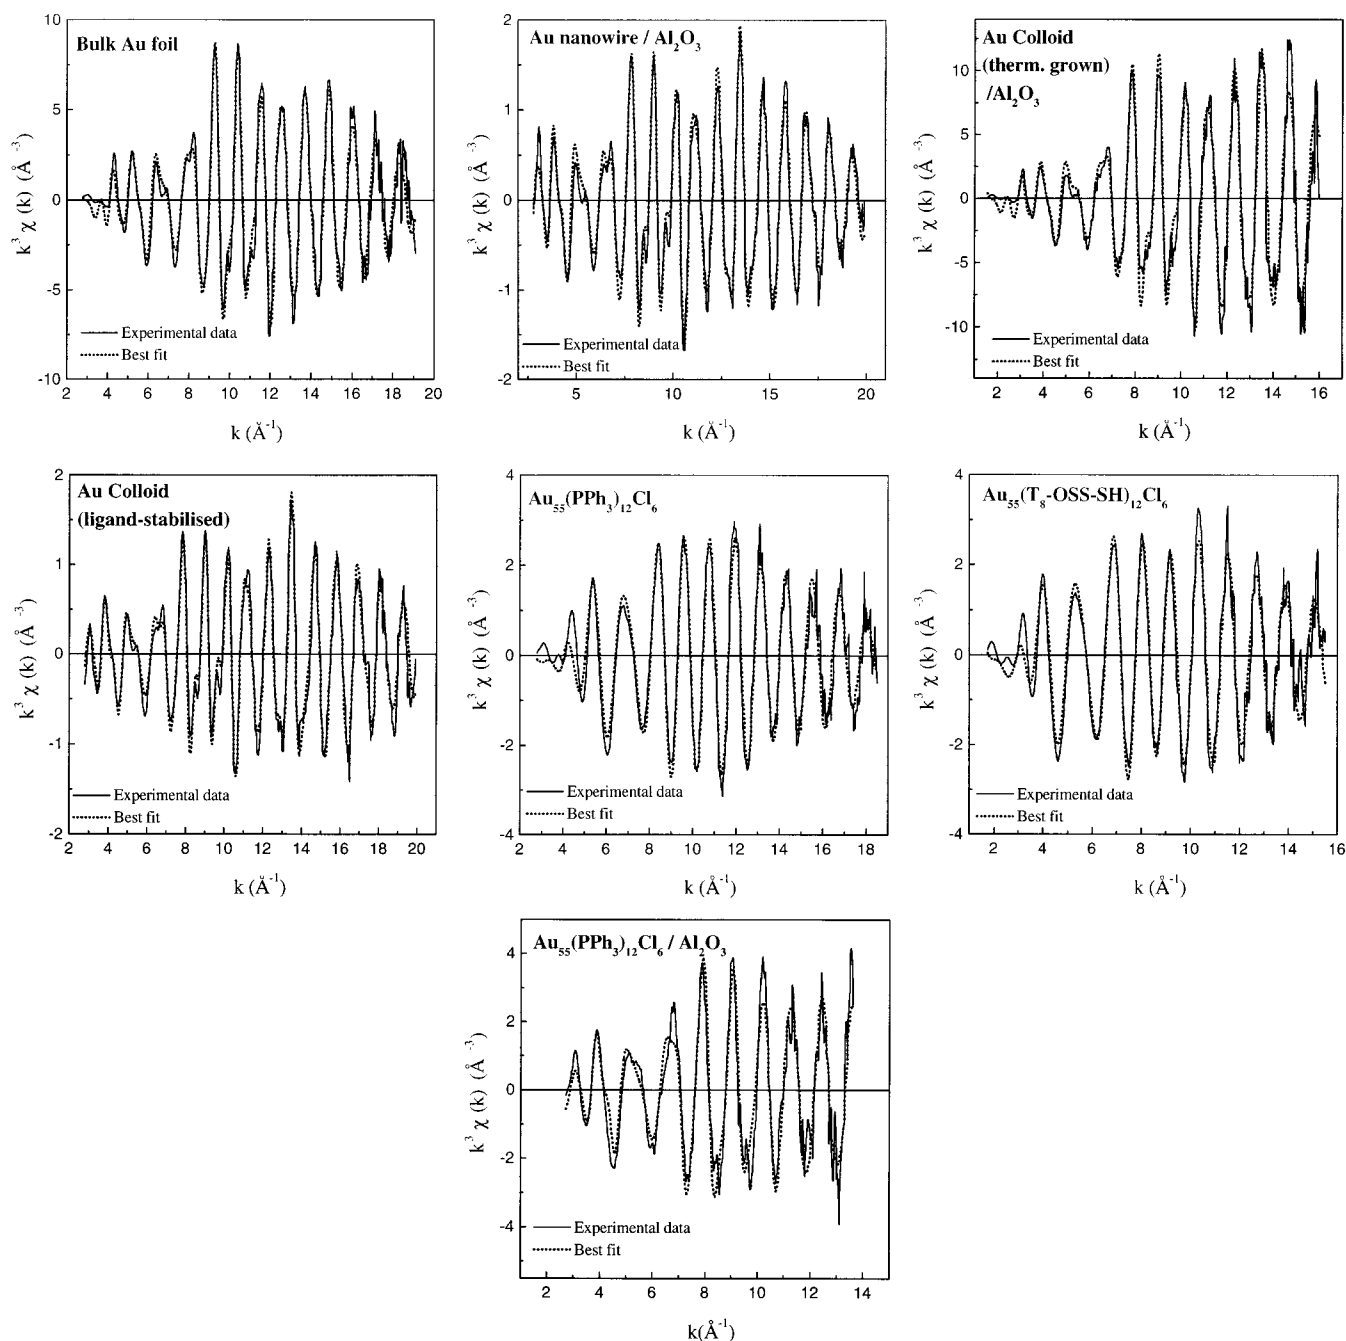 Bulk Au foil
10
5
0
-5
-10
k³ χ (k) (Å⁻³)
Experimental data
Best fit
2 4 6 8 10 12 14 16 18 20
k (Å⁻¹)
Au nanowire / Al₂O₃
2
1
0
-1
-2
k³ χ (k) (Å⁻³)
Experimental data
Best fit
5 10 15 20
k (Å⁻¹)
Au Colloid
(therm. grown)
/Al₂O₃
10
5
0
-5
-10
k³ χ (k) (Å⁻³)
Experimental data
Best fit
2 4 6 8 10 12 14 16
k (Å⁻¹)
Au Colloid
(ligand-stabilised)
2
1
0
-1
-2
k³ χ (k) (Å⁻³)
Experimental data
Best fit
2 4 6 8 10 12 14 16 18 20
k (Å⁻¹)
Au₅₅(PPh₃)₁₂Cl₆
4
2
0
-2
-4
k³ χ (k) (Å⁻³)
Experimental data
Best fit
2 4 6 8 10 12 14 16 18
k (Å⁻¹)
Au₅₅(T₈-OSS-SH)₁₂Cl₆
4
2
0
-2
-4
k³ χ (k) (Å⁻³)
Experimental data
Best fit
2 4 6 8 10 12 14 16
k (Å⁻¹)
Au₅₅(PPh₃)₁₂Cl₆ / Al₂O₃
4
2
0
-2
-4
k³ χ (k) (Å⁻³)
Experimental data
Best fit
2 4 6 8 10 12 14
k(Å⁻¹)